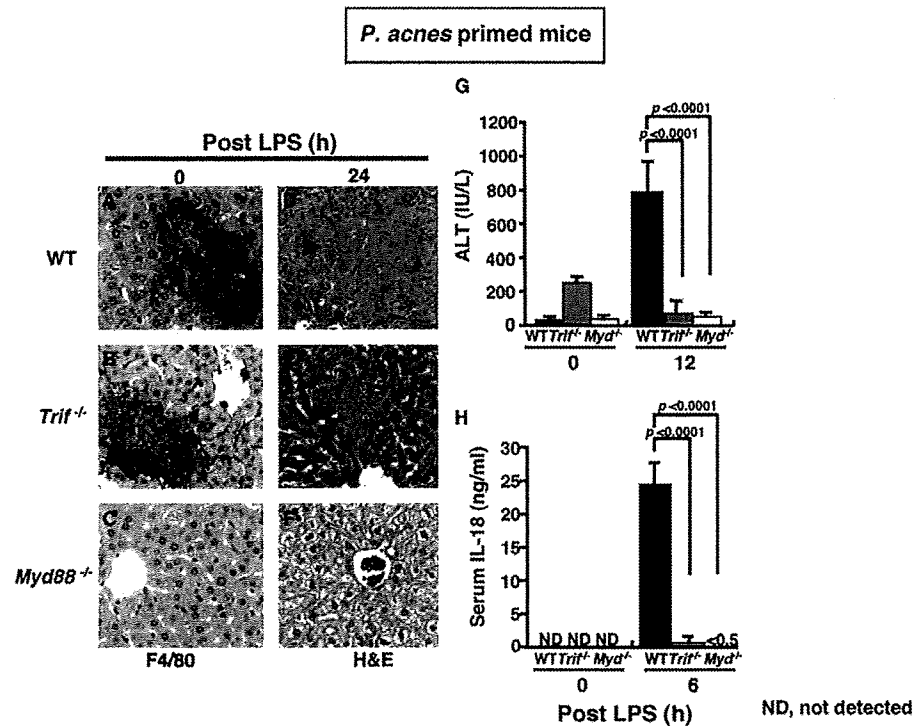 P. acnes primed mice
Post LPS (h)
0 24
WT
Trif -/-
Myd88 -/-
A
B
C
F4/80 H&E
G
p <0.0001
p <0.0001
ALT (IU/L)
1200
1000
800
600
400
200
0
WT Trif-/- Myd-/- WT Trif-/- Myd-/-
0 12
H
p <0.0001
p <0.0001
Serum IL-18 (ng/ml)
30
25
20
15
10
5
0
ND ND ND <0.5
WT Trif-/- Myd-/- WT Trif-/- Myd-/-
0 6
Post LPS (h)
ND, not detected